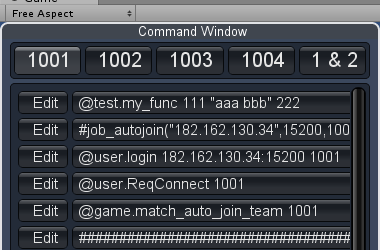 Game
Free Aspect
Command Window
1001 1002 1003 1004 1 & 2
Edit @test.my_func 111 "aaa bbb" 222
Edit #job_autojoin("182.162.130.34",15200,100
Edit @user.login 182.162.130.34:15200 1001
Edit @user.ReqConnect 1001
Edit @game.match_auto_join_team 1001
Edit ##############################